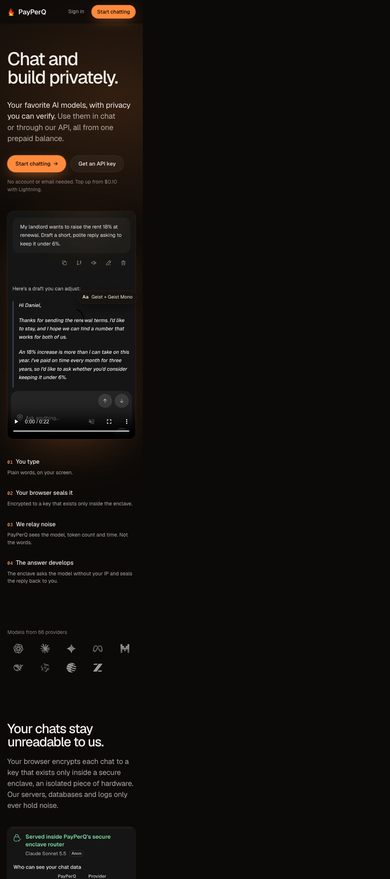 PayPerQ
Sign in
Start chatting
Chat and
build privately.
Your favorite AI models, with privacy
you can verify. Use them in chat
or through our API, all from one
prepaid balance.
Start chatting →
Get an API key
No account or email needed. Top up from $0.10
with Lightning.
My landlord wants to raise the rent 18% at
renewal. Draft a short, polite reply asking to
keep it under 6%.
Here's a draft you can adjust:
Aa Geist + Geist Mono
Hi Daniel,
Thanks for sending the renewal terms. I'd like
to stay, and I hope we can find a number that
works for both of us.
An 18% increase is more than I can take on this
year. I've paid on time every month for three
years, so I'd like to ask whether you'd consider
keeping it under 6%.
Ask anything...
0:00 / 0:22
01 You type
Plain words, on your screen.
02 Your browser seals it
Encrypted to a key that exists only inside the enclave.
03 We relay noise
PayPerQ sees the model, token count and time. Not
the words.
04 The answer develops
The enclave asks the model without your IP and seals
the reply back to you.
Models from 66 providers
Your chats stay
unreadable to us.
Your browser encrypts each chat to a
key that exists only inside a secure
enclave, an isolated piece of hardware.
Our servers, databases and logs only
ever hold noise.
Served inside PayPerQ's secure
enclave router
Claude Sonnet 5.5 Anon
Who can see your chat data
PayPerQ Provider